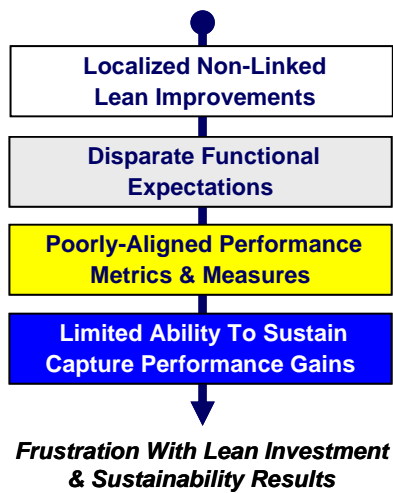 Localized Non-Linked
Lean Improvements
Disparate Functional
Expectations
Poorly-Aligned Performance
Metrics & Measures
Limited Ability To Sustain
Capture Performance Gains
Frustration With Lean Investment
& Sustainability Results